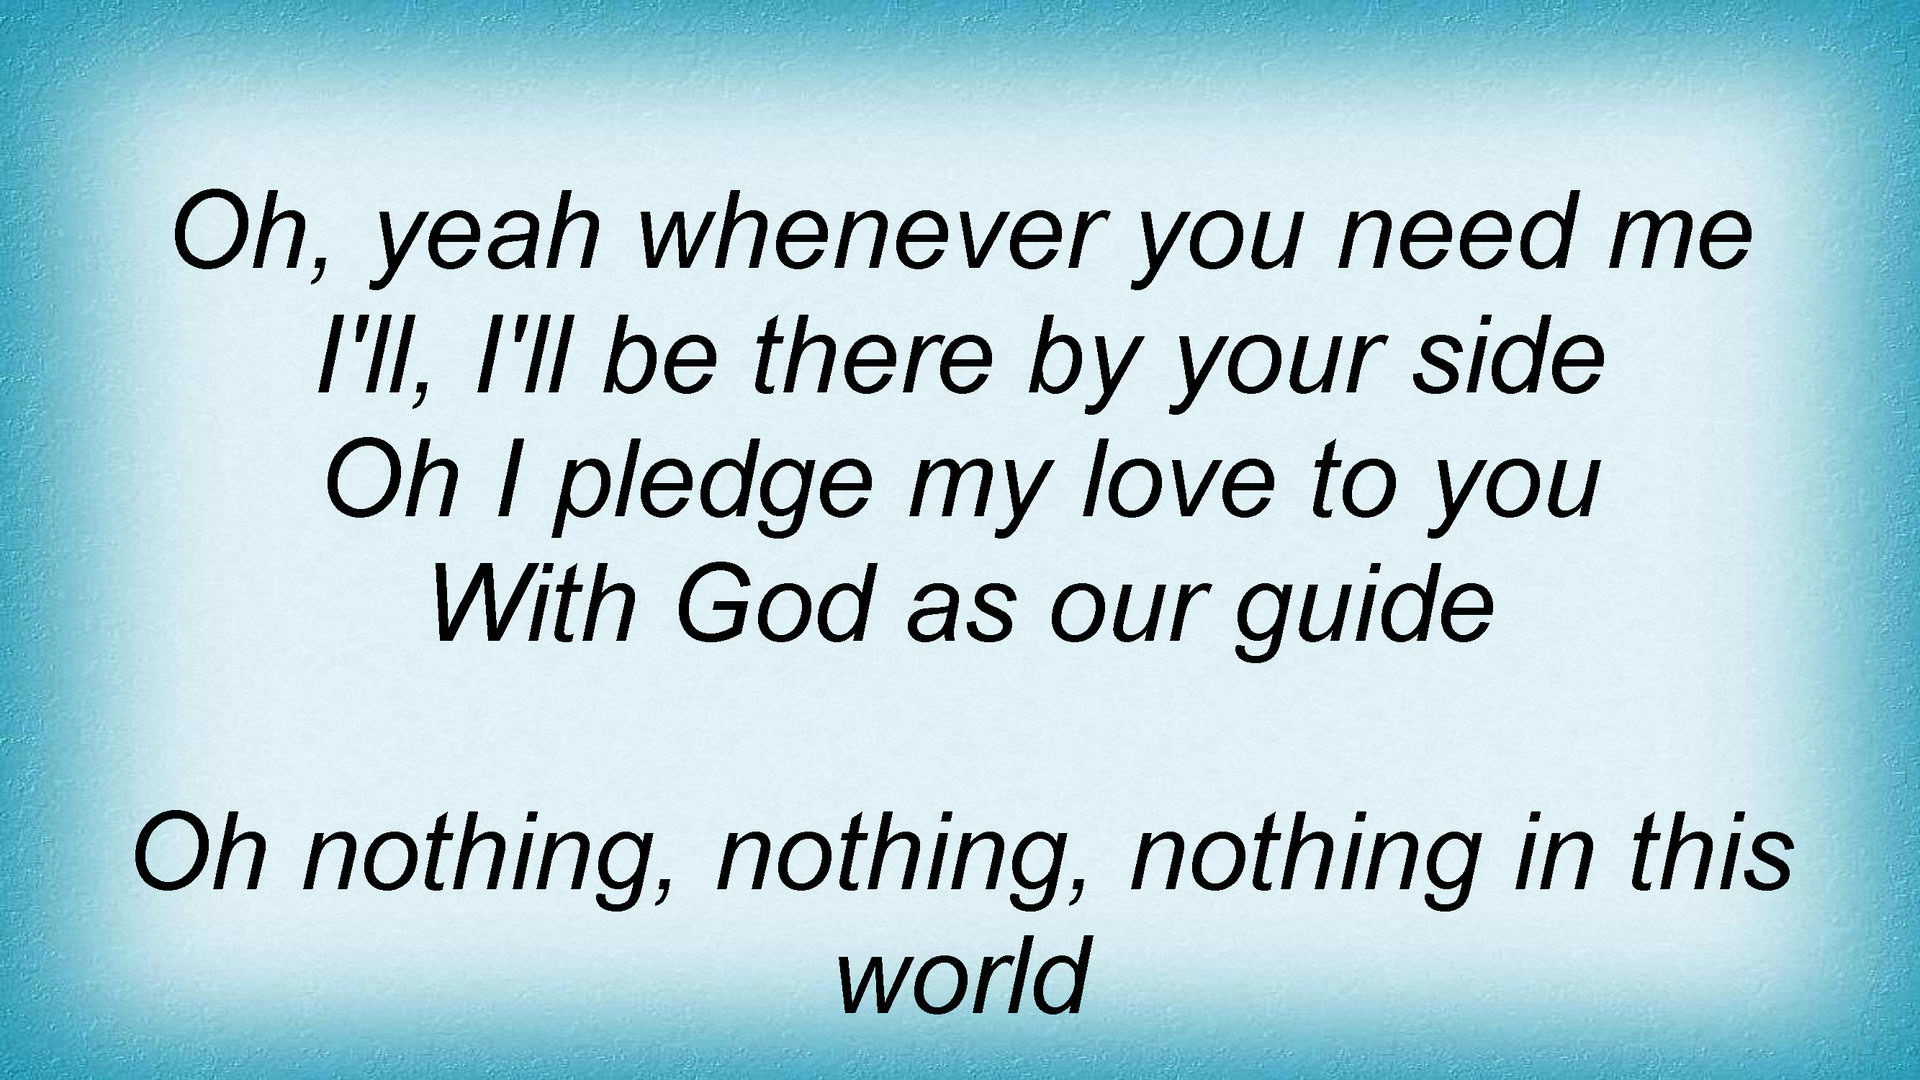 Oh, yeah whenever you need me
I'll, I'll be there by your side
Oh I pledge my love to you
With God as our guide
Oh nothing, nothing, nothing in this
world